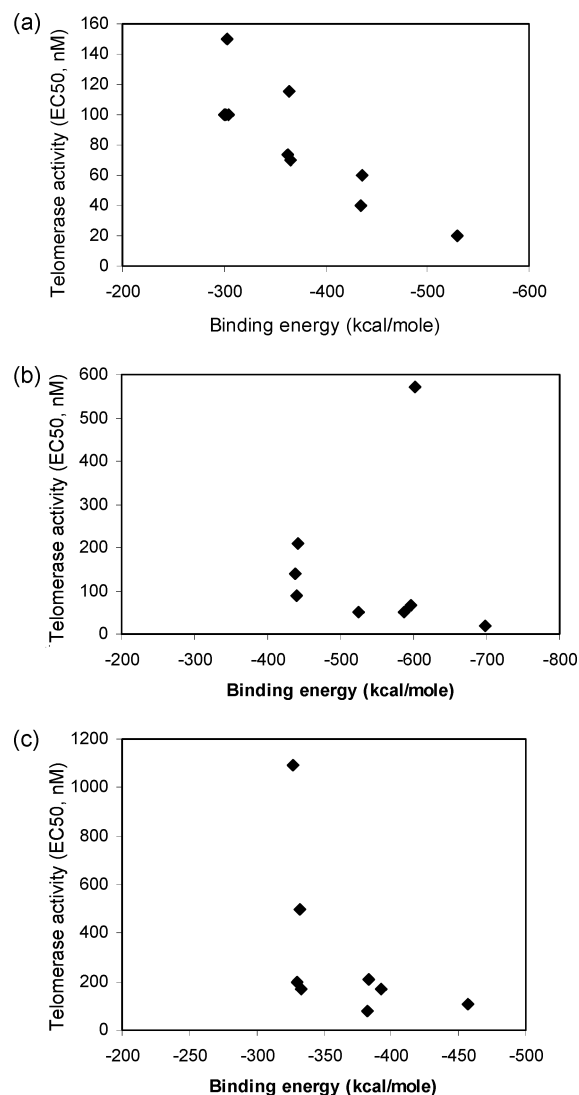 (a)
Telomerase activity (EC50, nM)
160
140
120
100
80
60
40
20
0
-200 -300 -400 -500 -600
Binding energy (kcal/mole)
(b)
Telomerase activity (EC50, nM)
600
500
400
300
200
100
0
-200 -300 -400 -500 -600 -700 -800
Binding energy (kcal/mole)
(c)
Telomerase activity (EC50, nM)
1200
1000
800
600
400
200
0
-200 -250 -300 -350 -400 -450 -500
Binding energy (kcal/mole)